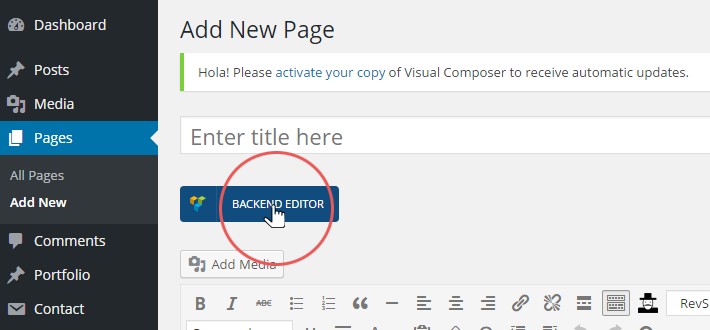 Dashboard
Posts
Media
Pages
All Pages
Add New
Comments
Portfolio
Contact
Add New Page
Hola! Please activate your copy of Visual Composer to receive automatic updates.
Enter title here
BACKEND EDITOR
Add Media
B I ABC
RevS